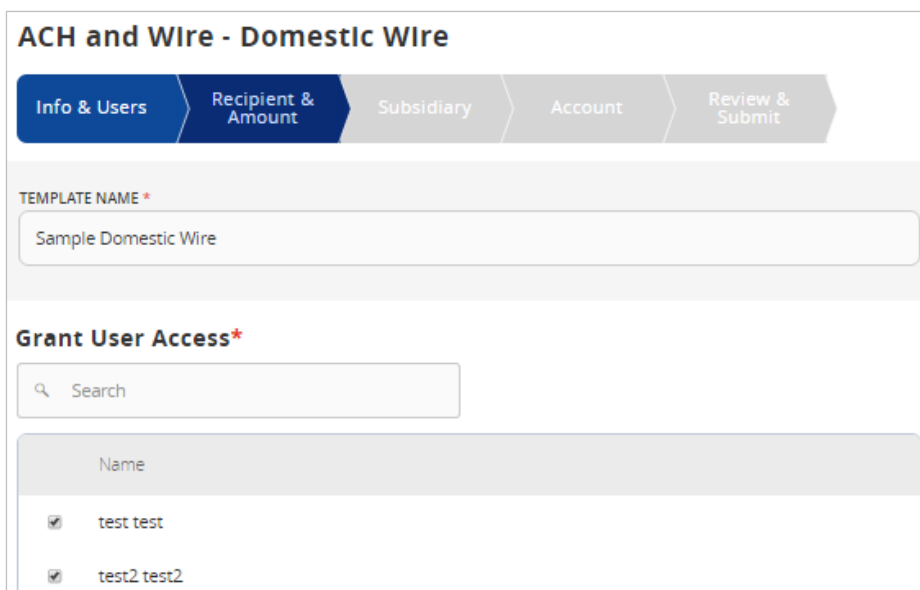 ACH and Wire - Domestic Wire
Info & Users
Recipient &
Amount
Subsidiary
Account
Review &
Submit
TEMPLATE NAME *
Sample Domestic Wire
Grant User Access*
Search
Name
test test
test2 test2